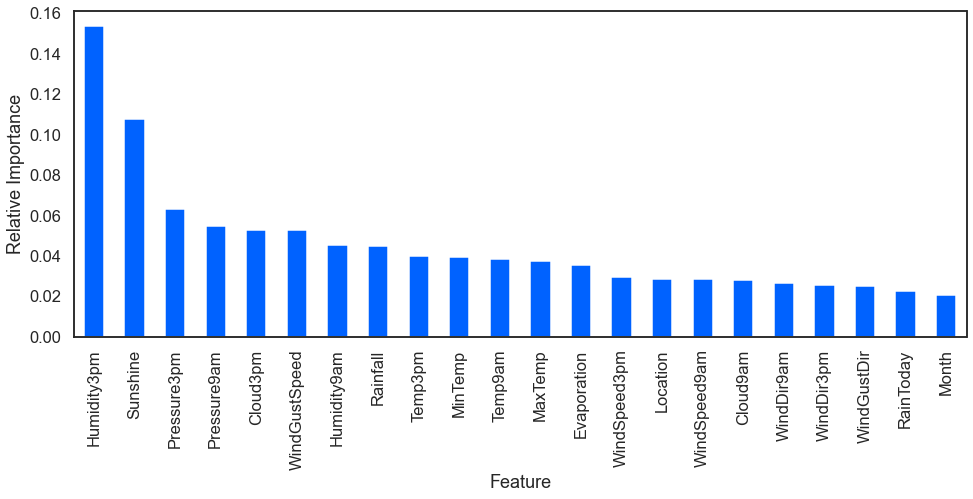 0.16
0.14
0.12
0.10
0.08
0.06
0.04
0.02
0.00
Relative Importance
Humidity3pm
Sunshine
Pressure3pm
Pressure9am
Cloud3pm
WindGustSpeed
Humidity9am
Rainfall
Temp3pm
MinTemp
Temp9am
MaxTemp
Evaporation
WindSpeed3pm
Location
WindSpeed9am
Cloud9am
WindDir9am
WindDir3pm
WindGustDir
RainToday
Month
Feature